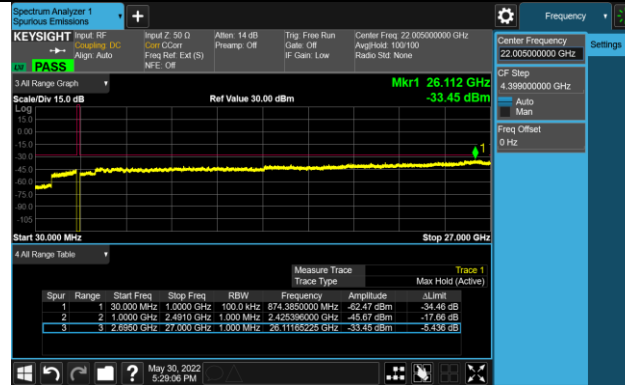 Spectrum Analyzer 1
Spurious Emissions
Frequency
KEYSIGHT Input: RF
Coupling: DC
Align: Auto
Input Z: 50 Ω
Corr CCorr
Freq Ref: Ext (S)
NFE: Off
Atten: 14 dB
Preamp: Off
Trig: Free Run
Gate: Off
IF Gain: Low
Center Freq: 22.005000000 GHz
Avg|Hold: 100/100
Radio Std: None
PASS
Center Frequency
22.005000000 GHz
Settings
CF Step
4.399000000 GHz
Auto
Man
Freq Offset
0 Hz
3 All Range Graph
Mkr1 26.112 GHz
Scale/Div 15.0 dB
Ref Value 30.00 dBm
-33.45 dBm
Log
15.0
0.00
-15.0
-30.0
-45.0
-60.0
-75.0
-90.0
-105
1
Start 30.000 MHz
Stop 27.000 GHz
4 All Range Table
Measure Trace Trace 1
Trace Type Max Hold (Active)
Spur Range Start Freq Stop Freq RBW Frequency Amplitude ΔLimit
1 1 30.000 MHz 1.0000 GHz 100.0 kHz 874.3850000 MHz -62.47 dBm -34.46 dB
2 2 1.0000 GHz 2.4910 GHz 1.000 MHz 2.425396000 GHz -45.67 dBm -17.66 dB
3 3 2.6950 GHz 27.000 GHz 1.000 MHz 26.11165225 GHz -33.45 dBm -5.436 dB
May 30, 2022
5:29:06 PM